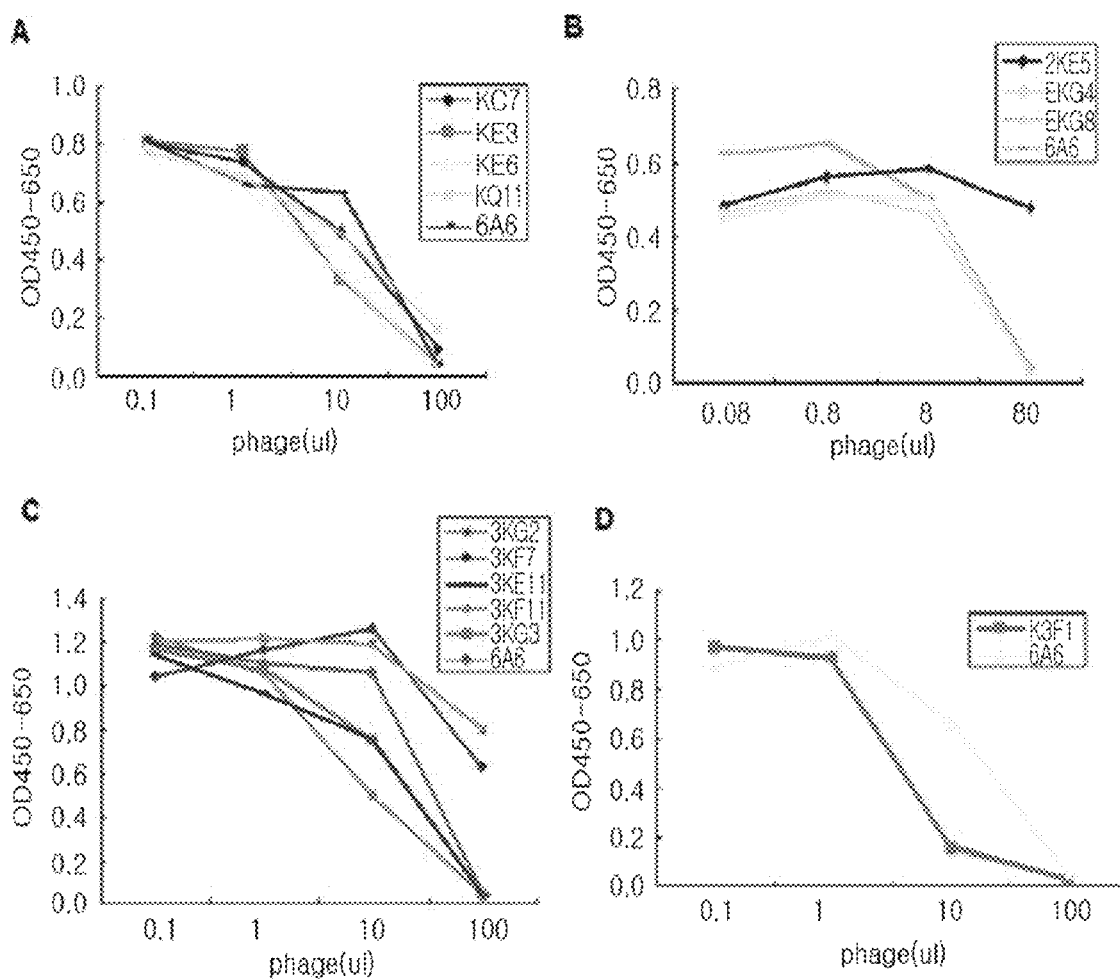 A
KC7
KE3
KE6
KQ11
6A6
1.0
0.8
0.6
0.4
0.2
0.0
OD450-650
0.1 1 10 100
phage(ul)
B
2KE5
EKG4
EKG8
6A6
0.8
0.6
0.4
0.2
0.0
OD450-650
0.08 0.8 8 80
phage(ul)
C
3KG2
3KF7
3KE11
3KF11
3KG3
6A6
1.4
1.2
1.0
0.8
0.6
0.4
0.2
0.0
OD450-650
0.1 1 10 100
phage(ul)
D
K3F1
6A6
1.2
1.0
0.8
0.6
0.4
0.2
0.0
OD450-650
0.1 1 10 100
phage(ul)